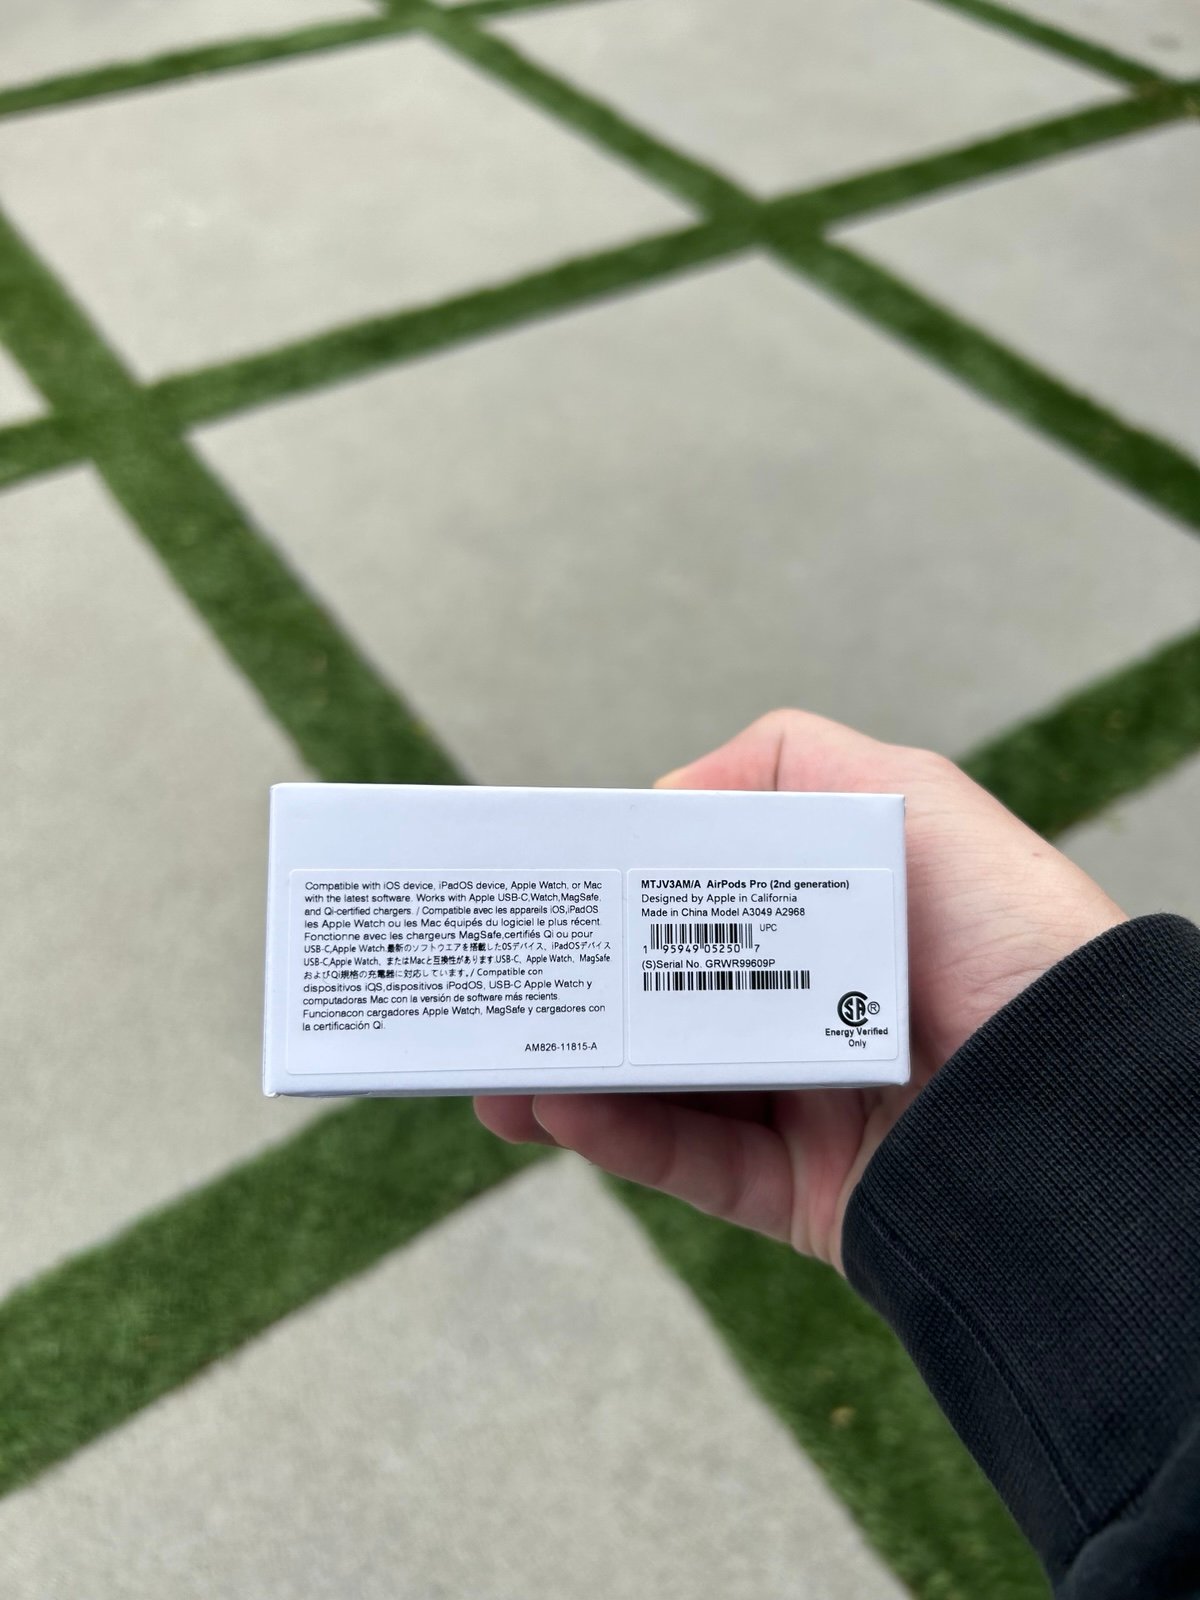 Compatible with iOS device, iPadOS device, Apple Watch, or Mac
with the latest software. Works with Apple USB-C,Watch,MagSafe,
and Qi-certified chargers. / Compatible avec les appareils iOS,iPadOS
les Apple Watch ou les Mac équipés du logiciel le plus récent.
Fonctionne avec les chargeurs MagSafe,certifiés Qi ou pour
USB-C,Apple Watch.最新のソフトウエアを搭載したOSデバイス、iPadOSデバイス
USB-C,Apple Watch、またはMacと互換性があります.USB-C、Apple Watch、MagSafe
およびQi規格の充電器に対応しています。/ Compatible con
dispositivos iOS,dispositivos iPodOS, USB-C Apple Watch y
computadoras Mac con la versión de software más recients.
Funcionacon cargadores Apple Watch, MagSafe y cargadores con
la certificación Qi.
AM826-11815-A
MTJV3AM/A AirPods Pro (2nd generation)
Designed by Apple in California
Made in China Model A3049 A2968
UPC
1 95949 05250 7
(S)Serial No. GRWR99609P
SA ®
Energy Verified
Only